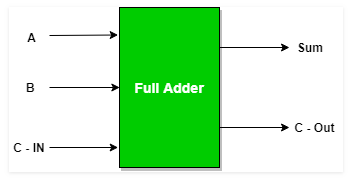 A
Sum
B
Full Adder
C - IN
C - Out